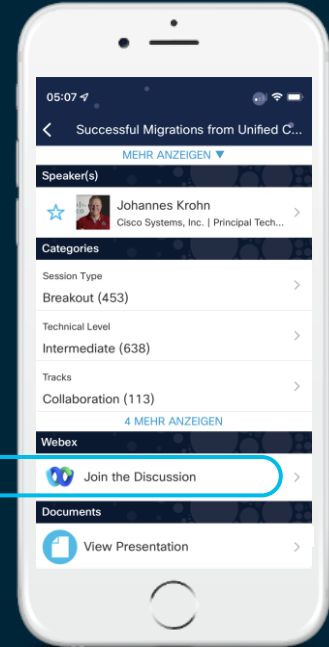 05:07
Successful Migrations from Unified C...
MEHR ANZEIGEN ▼
Speaker(s)
Johannes Krohn
Cisco Systems, Inc. | Principal Tech...
Categories
Session Type
Breakout (453)
Technical Level
Intermediate (638)
Tracks
Collaboration (113)
4 MEHR ANZEIGEN
Webex
Join the Discussion
Documents
View Presentation